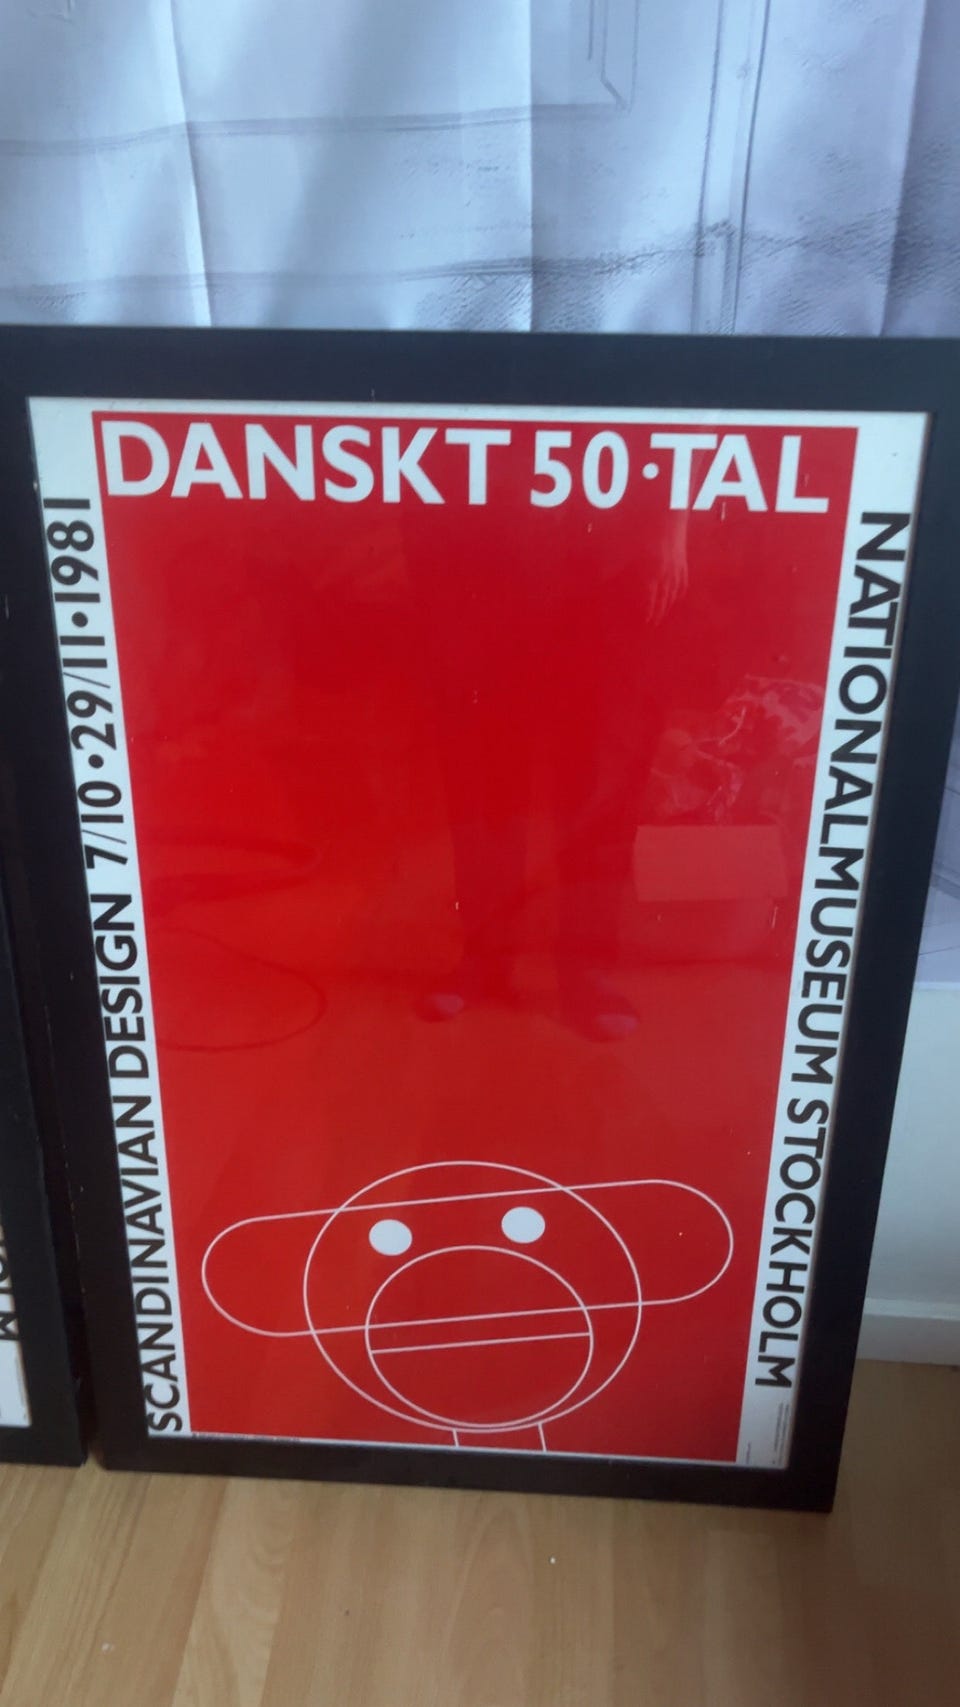 DANSKT 50·TAL
SCANDINAVIAN DESIGN 7/10·29/11·1981
NATIONALMUSEUM STOCKHOLM